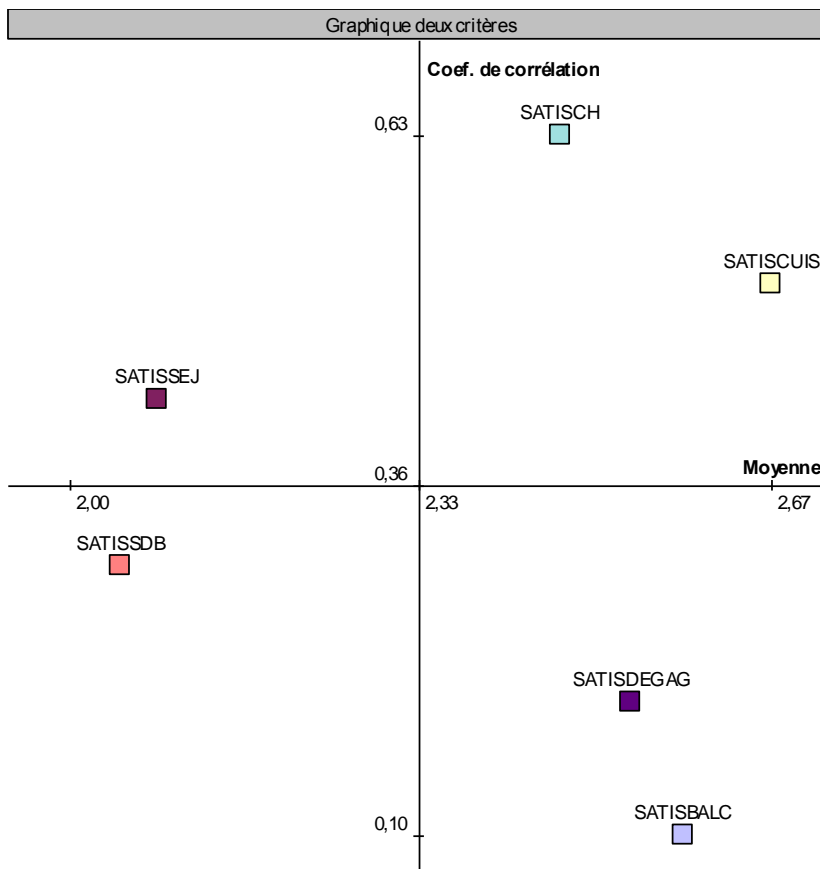 Graphique deux critères
Coef. de corrélation
SATISCH
0,63
SATISCUIS
SATISSEJ
Moyenne
0,36
2,00
2,33
2,67
SATISSDB
SATISDEGAG
SATISBALC
0,10